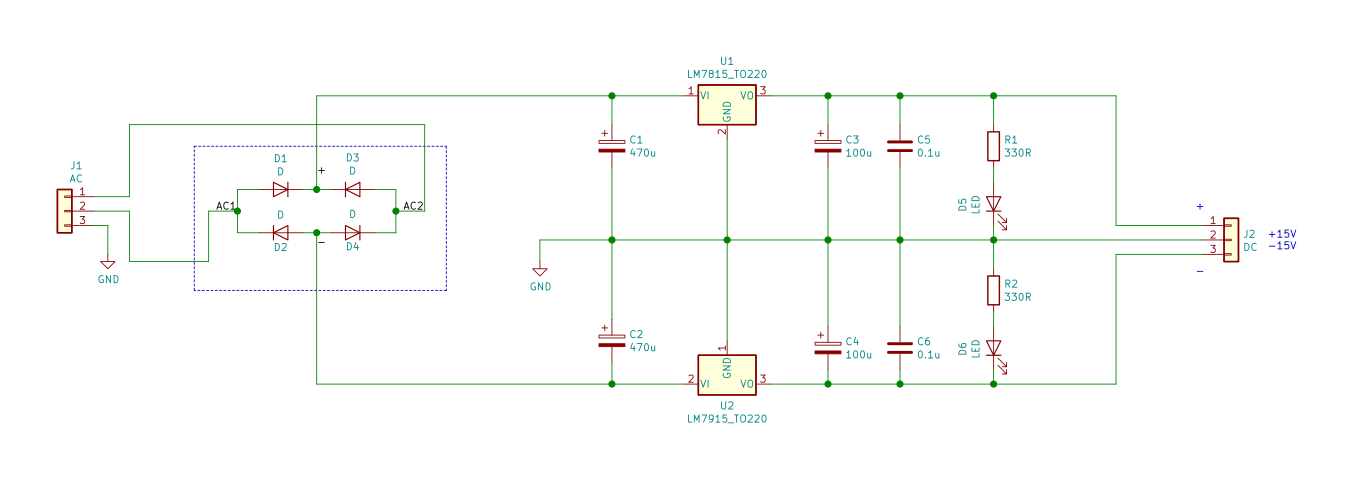 U1
LM7815_TO220
1
VI
VO
3
GND
2
J1
AC
1
2
3
GND
D1
D
D3
D
+
AC1
AC2
D
D2
D
D4
−
+
C1
470u
+
C3
100u
C5
0.1u
R1
330R
D5
LED
GND
+
1
2
3
J2
DC
+15V
−15V
−
R2
330R
+
C2
470u
+
C4
100u
C6
0.1u
D6
LED
1
GND
2
VI
VO
3
U2
LM7915_TO220